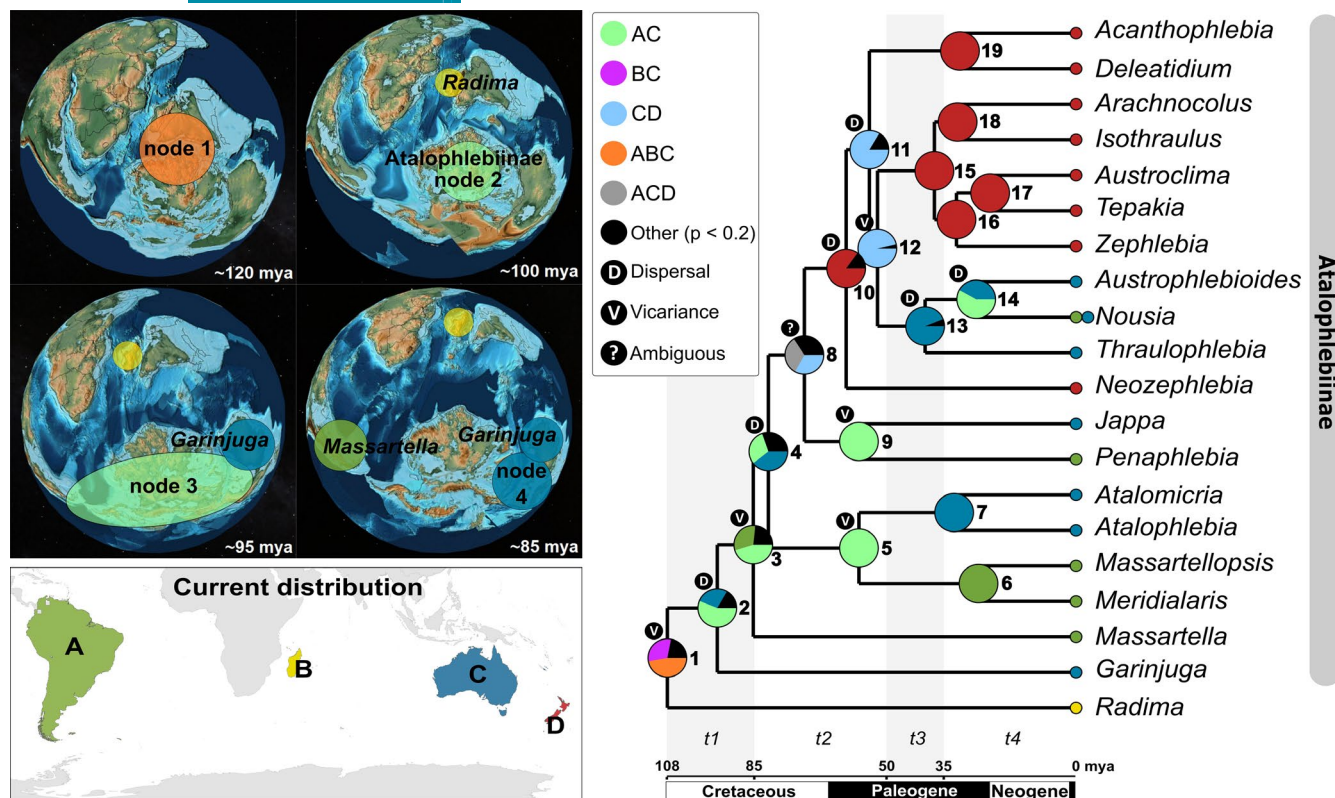 node 1
~120 mya
Radima
Atalophlebiinae
node 2
~100 mya
Garinjuga
node 3
~95 mya
Massartella
Garinjuga
node
4
~85 mya
Current distribution
A
B
C
D
AC
BC
CD
ABC
ACD
Other (p < 0.2)
D Dispersal
V Vicariance
? Ambiguous
Acanthophlebia
19
Deleatidium
Arachnocolus
18
Isothraulus
D
11
15
Austroclima
17
Tepakia
16
Zephlebia
V
12
D
10
Austrophlebioides
D
14
Nousia
D
13
Thraulophlebia
?
8
Neozephlebia
Jappa
V
9
Penaphlebia
D
4
Atalomicria
7
Atalophlebia
V
3
V
5
Massartellopsis
6
Meridialaris
D
2
Massartella
V
1
Garinjuga
Radima
Atalophlebiinae
t1 t2 t3 t4
108 85 50 35 0 mya
Cretaceous Paleogene Neogene